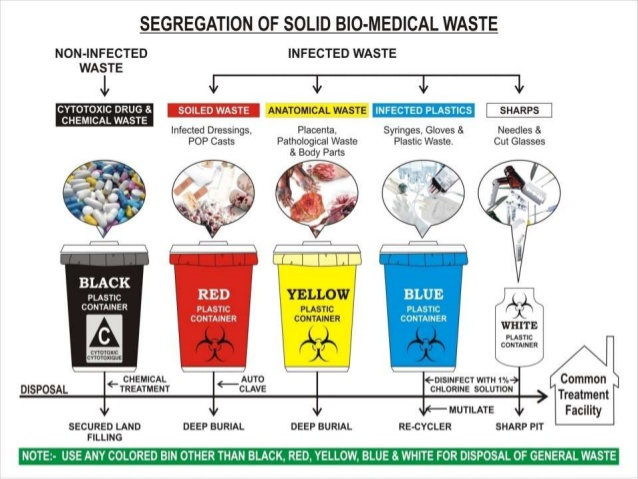 SEGREGATION OF SOLID BIO-MEDICAL WASTE
NON-INFECTED
WASTE
INFECTED WASTE
CYTOTOXIC DRUG &
CHEMICAL WASTE
SOILED WASTE
Infected Dressings,
POP Casts
ANATOMICAL WASTE
Placenta,
Pathological Waste
& Body Parts
INFECTED PLASTICS
Syringes, Gloves &
Plastic Waste.
SHARPS
Needles &
Cut Glasses
BLACK
PLASTIC
CONTAINER
C
CYTOTOXIC
CYTOTOXIQUE
RED
PLASTIC
CONTAINER
YELLOW
PLASTIC
CONTAINER
BLUE
PLASTIC
CONTAINER
WHITE
PLASTIC
CONTAINER
DISPOSAL
CHEMICAL
TREATMENT
AUTO
CLAVE
DISINFECT WITH 1%
CHLORINE SOLUTION
MUTILATE
Common
Treatment
Facility
SECURED LAND
FILLING
DEEP BURIAL
DEEP BURIAL
RE-CYCLER
SHARP PIT
NOTE:- USE ANY COLORED BIN OTHER THAN BLACK, RED, YELLOW, BLUE & WHITE FOR DISPOSAL OF GENERAL WASTE